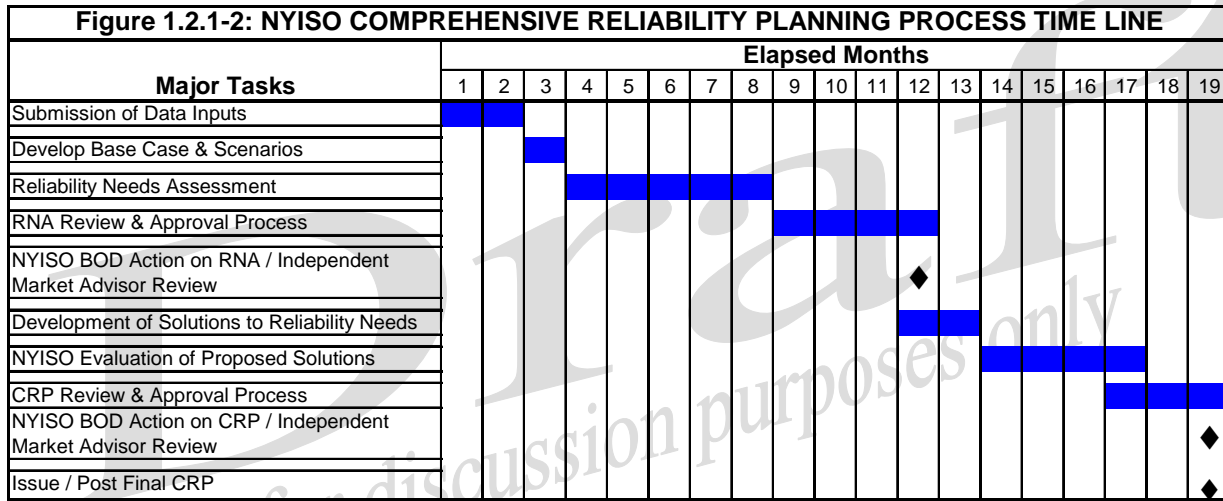 Figure 1.2.1-2: NYISO COMPREHENSIVE RELIABILITY PLANNING PROCESS TIME LINE
Elapsed Months
Major Tasks 1 2 3 4 5 6 7 8 9 10 11 12 13 14 15 16 17 18 19
Submission of Data Inputs
Develop Base Case & Scenarios
Reliability Needs Assessment
RNA Review & Approval Process
NYISO BOD Action on RNA / Independent
Market Advisor Review
Development of Solutions to Reliability Needs
NYISO Evaluation of Proposed Solutions
CRP Review & Approval Process
NYISO BOD Action on CRP / Independent
Market Advisor Review
Issue / Post Final CRP
Draft
for discussion purposes only